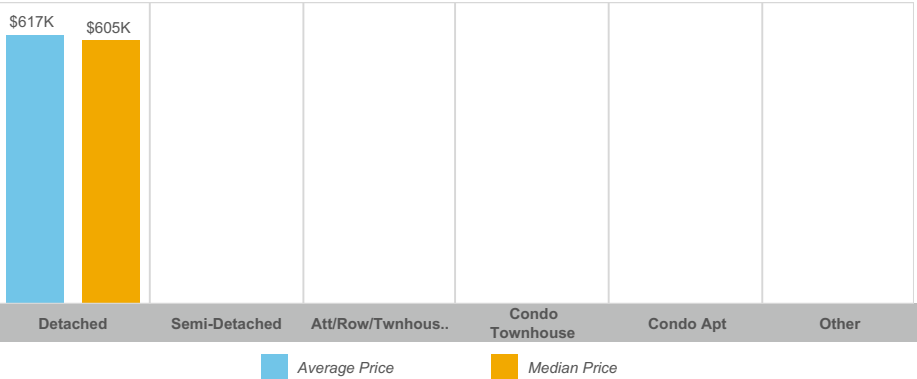 $617K
$605K
Detached
Semi-Detached
Att/Row/Twnhous..
Condo
Townhouse
Condo Apt
Other
Average Price
Median Price